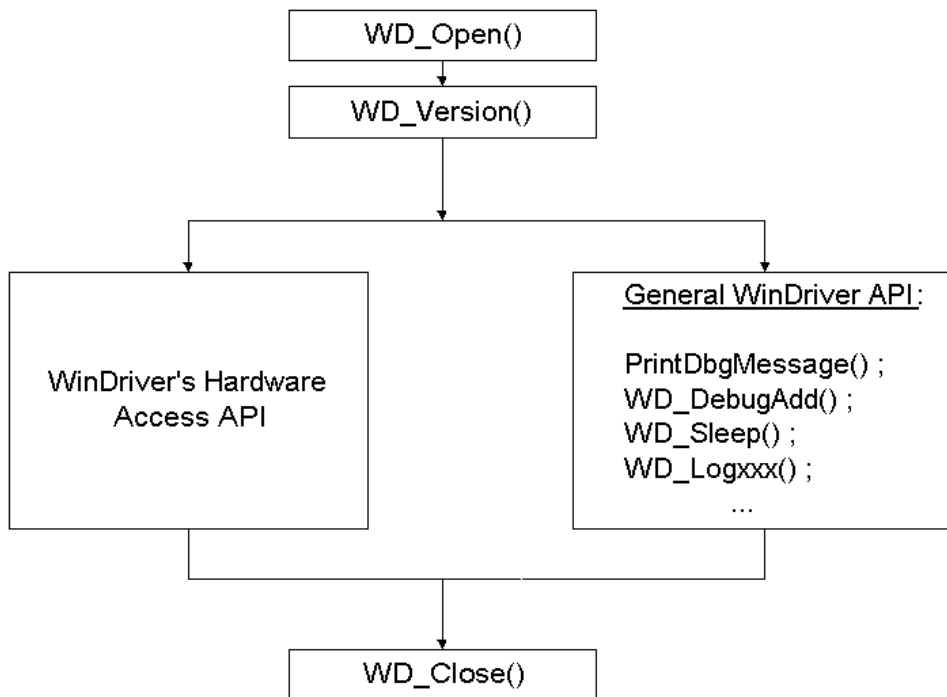 WD_Open()
WD_Version()
WinDriver's Hardware
Access API
General WinDriver API:
PrintDbgMessage() ;
WD_DebugAdd() ;
WD_Sleep() ;
WD_Logxxx() ;
...
WD_Close()